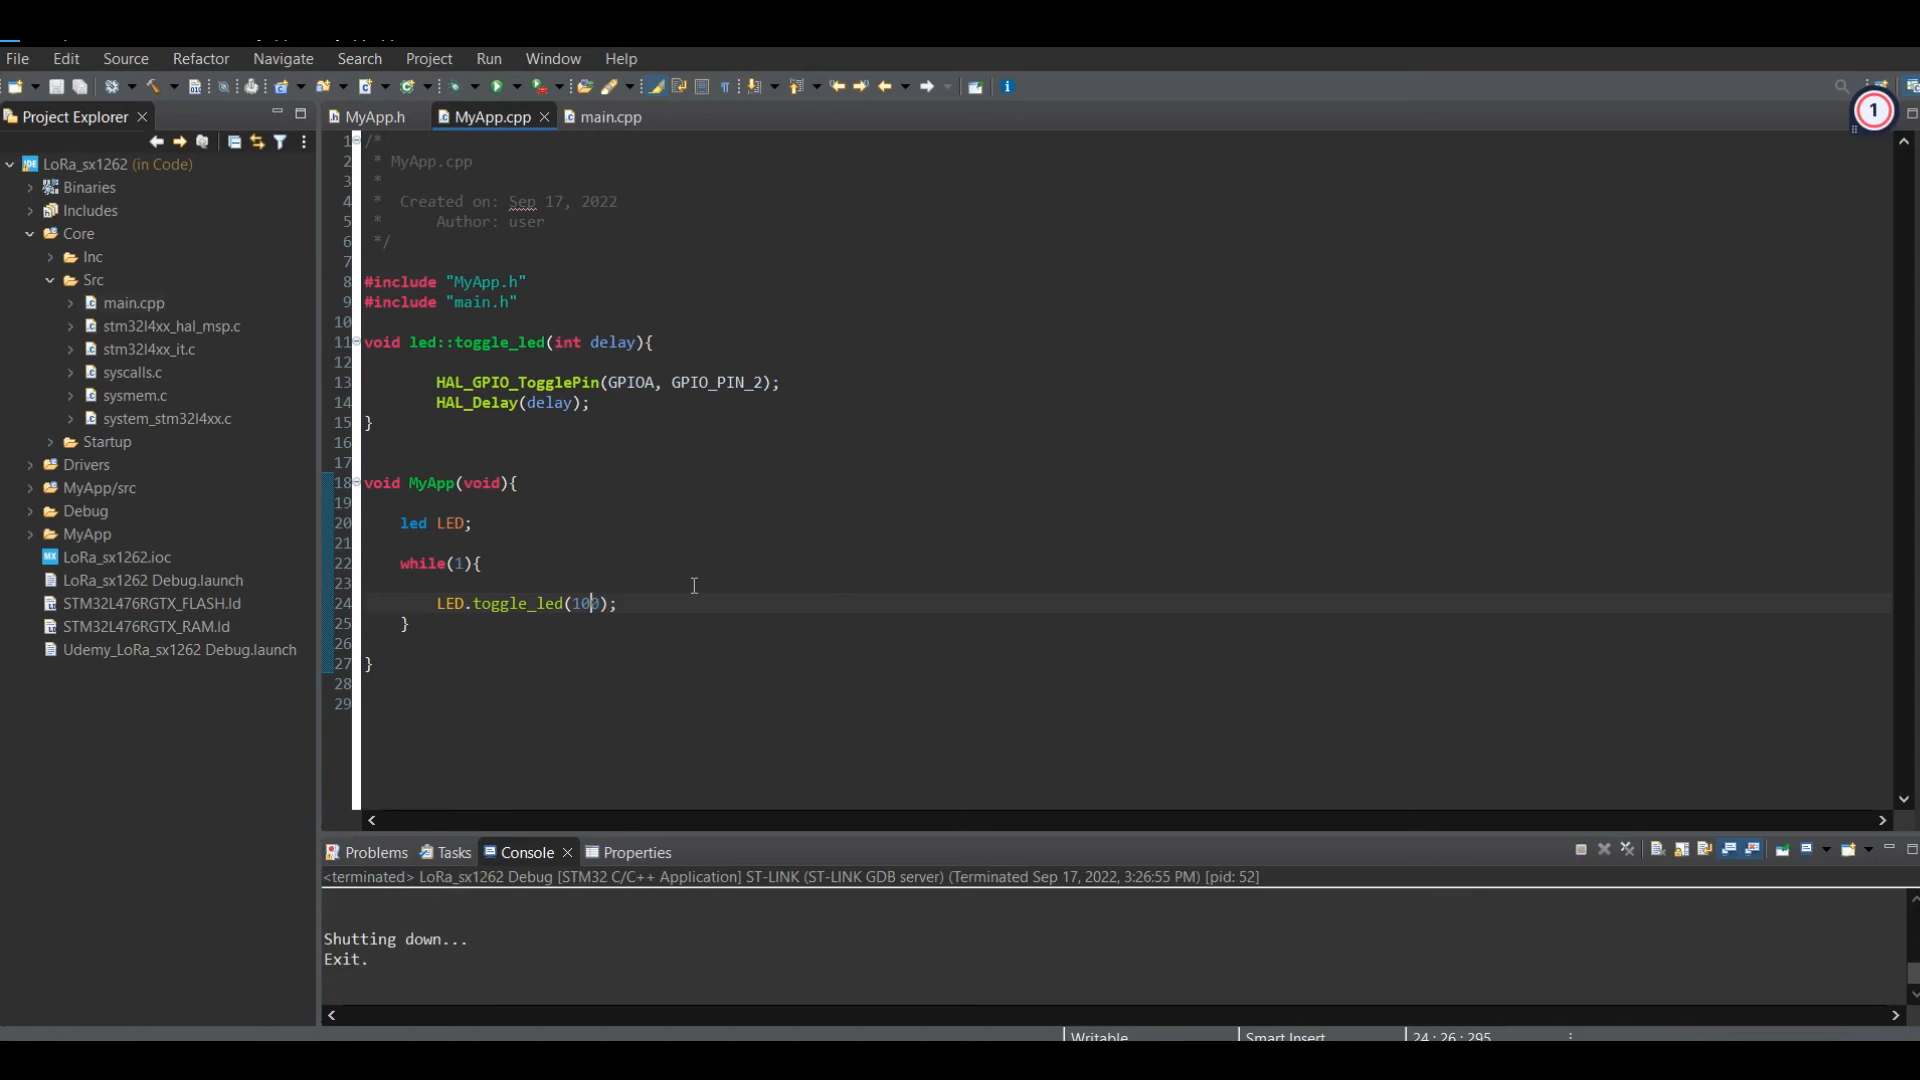 File Edit Source Refactor Navigate Search Project Run Window Help
1
Project Explorer
MyApp.h MyApp.cpp main.cpp
LoRa_sx1262 (in Code)
Binaries
Includes
Core
Inc
Src
main.cpp
stm32l4xx_hal_msp.c
stm32l4xx_it.c
syscalls.c
sysmem.c
system_stm32l4xx.c
Startup
Drivers
MyApp/src
Debug
MyApp
LoRa_sx1262.ioc
LoRa_sx1262 Debug.launch
STM32L476RGTX_FLASH.ld
STM32L476RGTX_RAM.ld
Udemy_LoRa_sx1262 Debug.launch
1 /*
2 * MyApp.cpp
3 *
4 * Created on: Sep 17, 2022
5 * Author: user
6 */
7
8 #include "MyApp.h"
9 #include "main.h"
10
11 void led::toggle_led(int delay){
12
13 HAL_GPIO_TogglePin(GPIOA, GPIO_PIN_2);
14 HAL_Delay(delay);
15 }
16
17
18 void MyApp(void){
19
20 led LED;
21
22 while(1){
23
24 LED.toggle_led(100);
25 }
26
27 }
28
29
Problems Tasks Console Properties
<terminated> LoRa_sx1262 Debug [STM32 C/C++ Application] ST-LINK (ST-LINK GDB server) (Terminated Sep 17, 2022, 3:26:55 PM) [pid: 52]
Shutting down...
Exit.
Writable Smart Insert 24 : 26 : 295